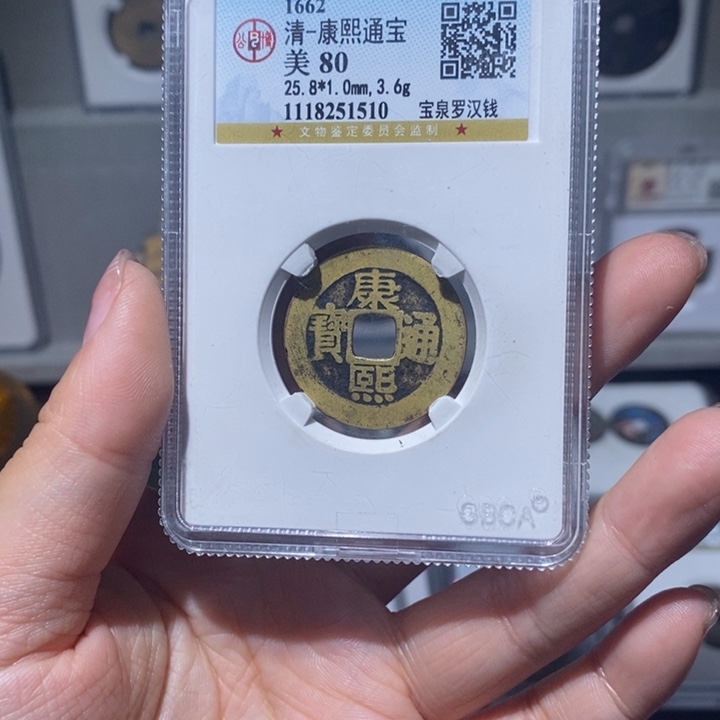 1662
清-康熙通宝
美 80
25.8*1.0mm,3.6g
1118251510 宝泉罗汉钱
★ 文物鉴定委员会监制 ★
康
寶 通
熙